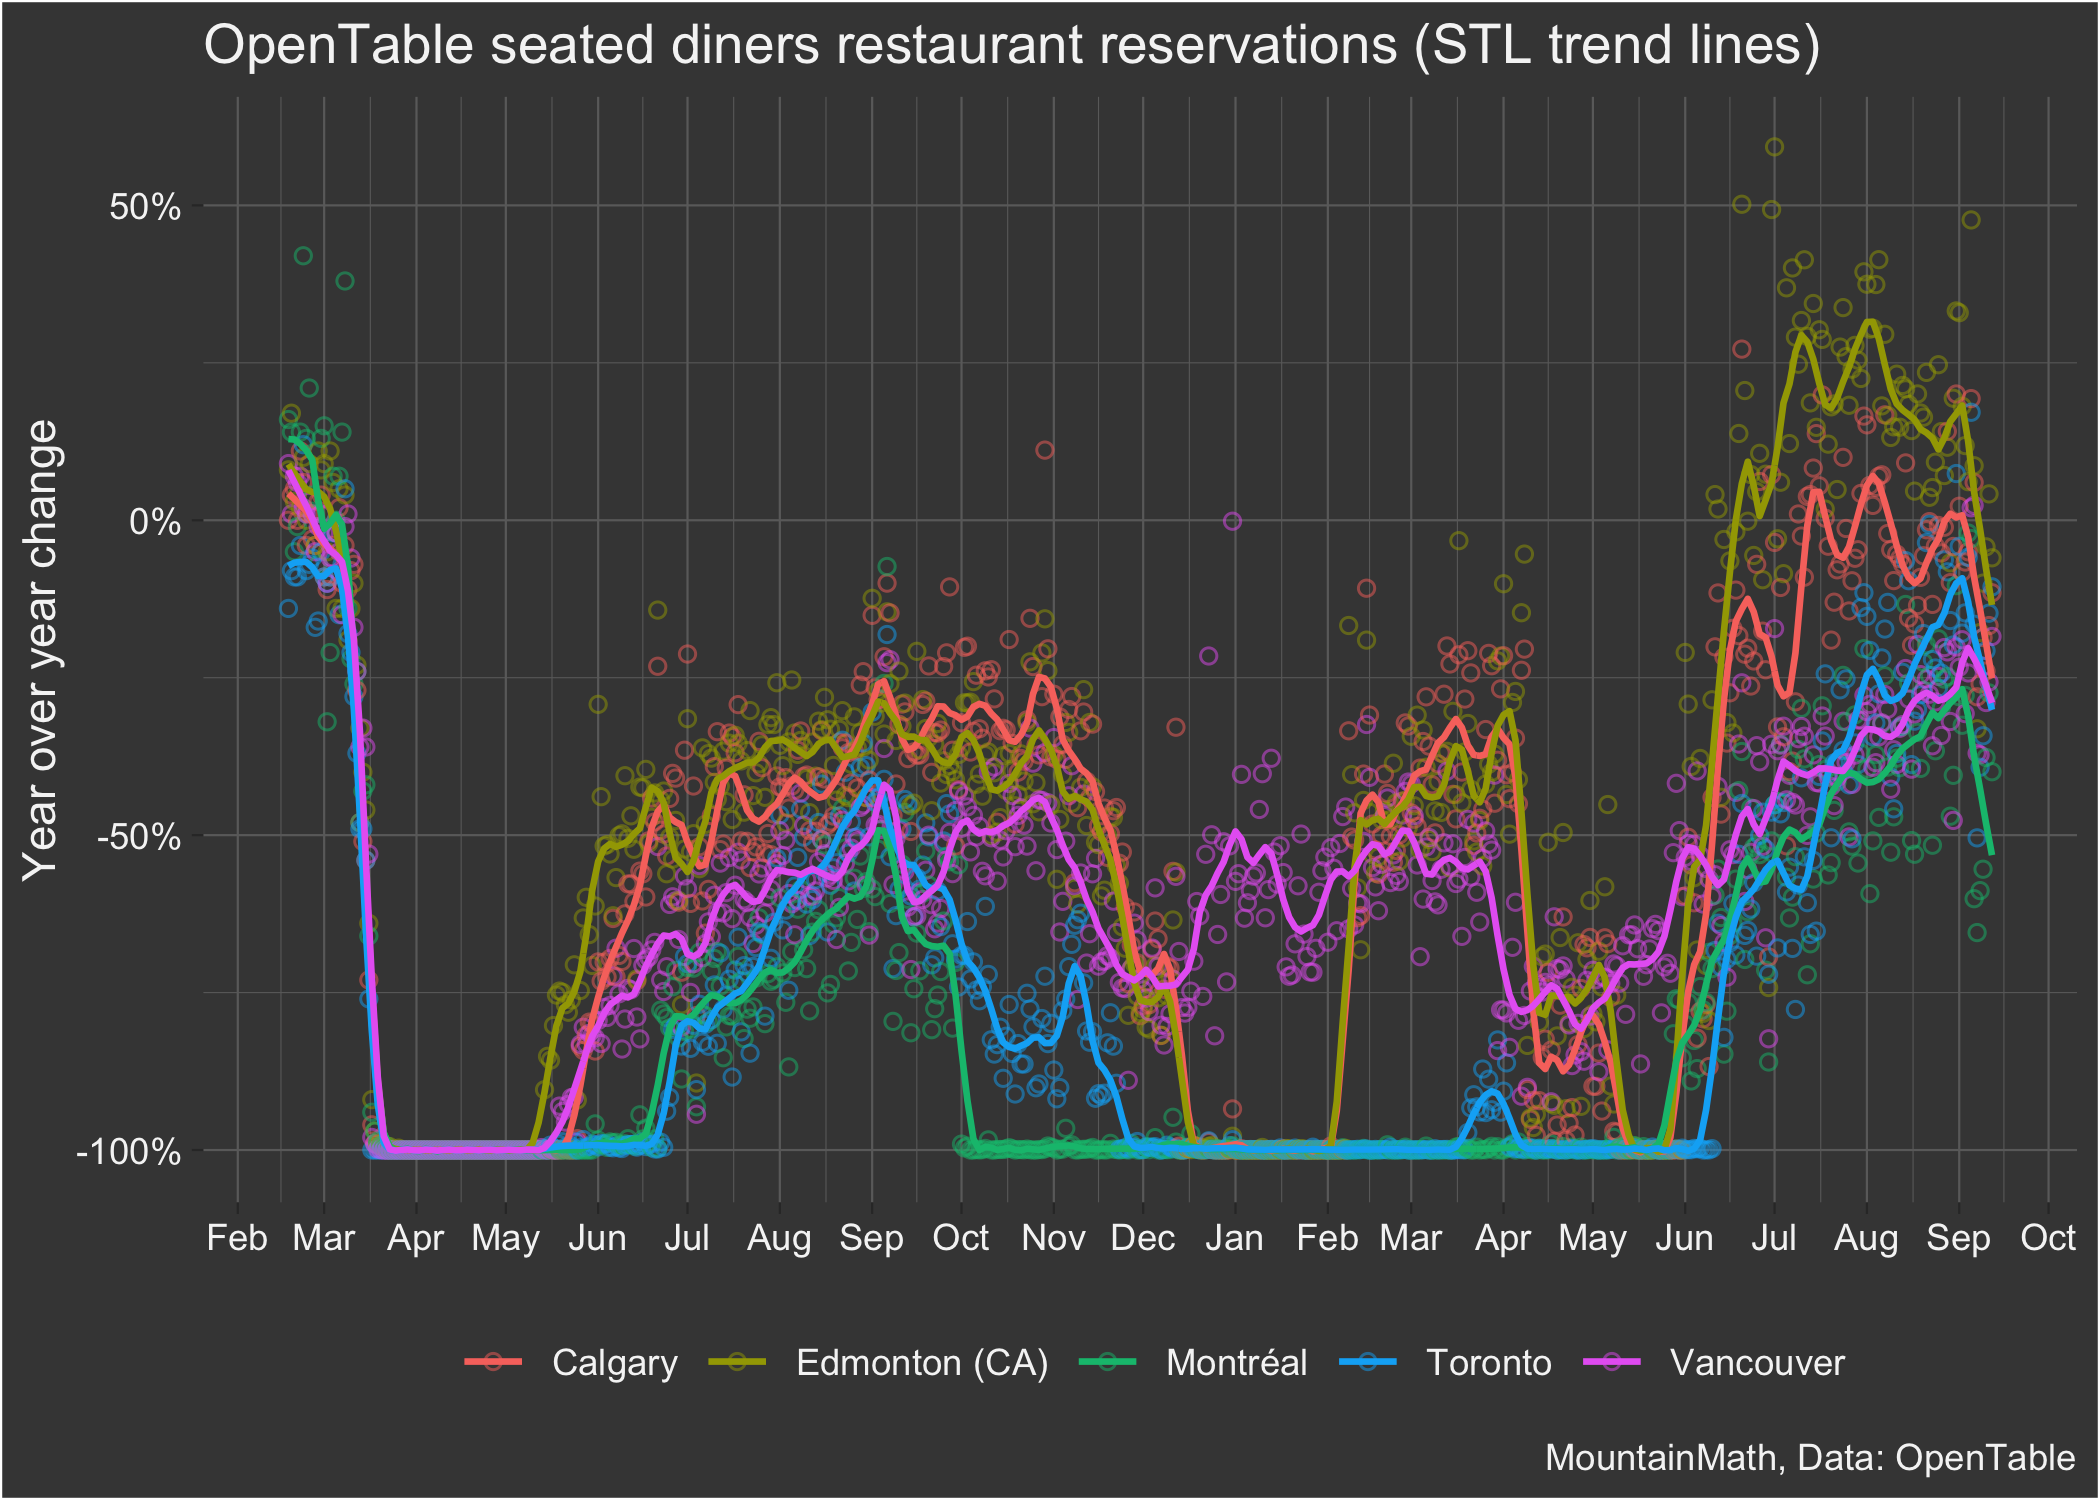 OpenTable seated diners restaurant reservations (STL trend lines)
Year over year change
50%
0%
-50%
-100%
Feb Mar Apr May Jun Jul Aug Sep Oct Nov Dec Jan Feb Mar Apr May Jun Jul Aug Sep Oct
Calgary Edmonton (CA) Montréal Toronto Vancouver
MountainMath, Data: OpenTable